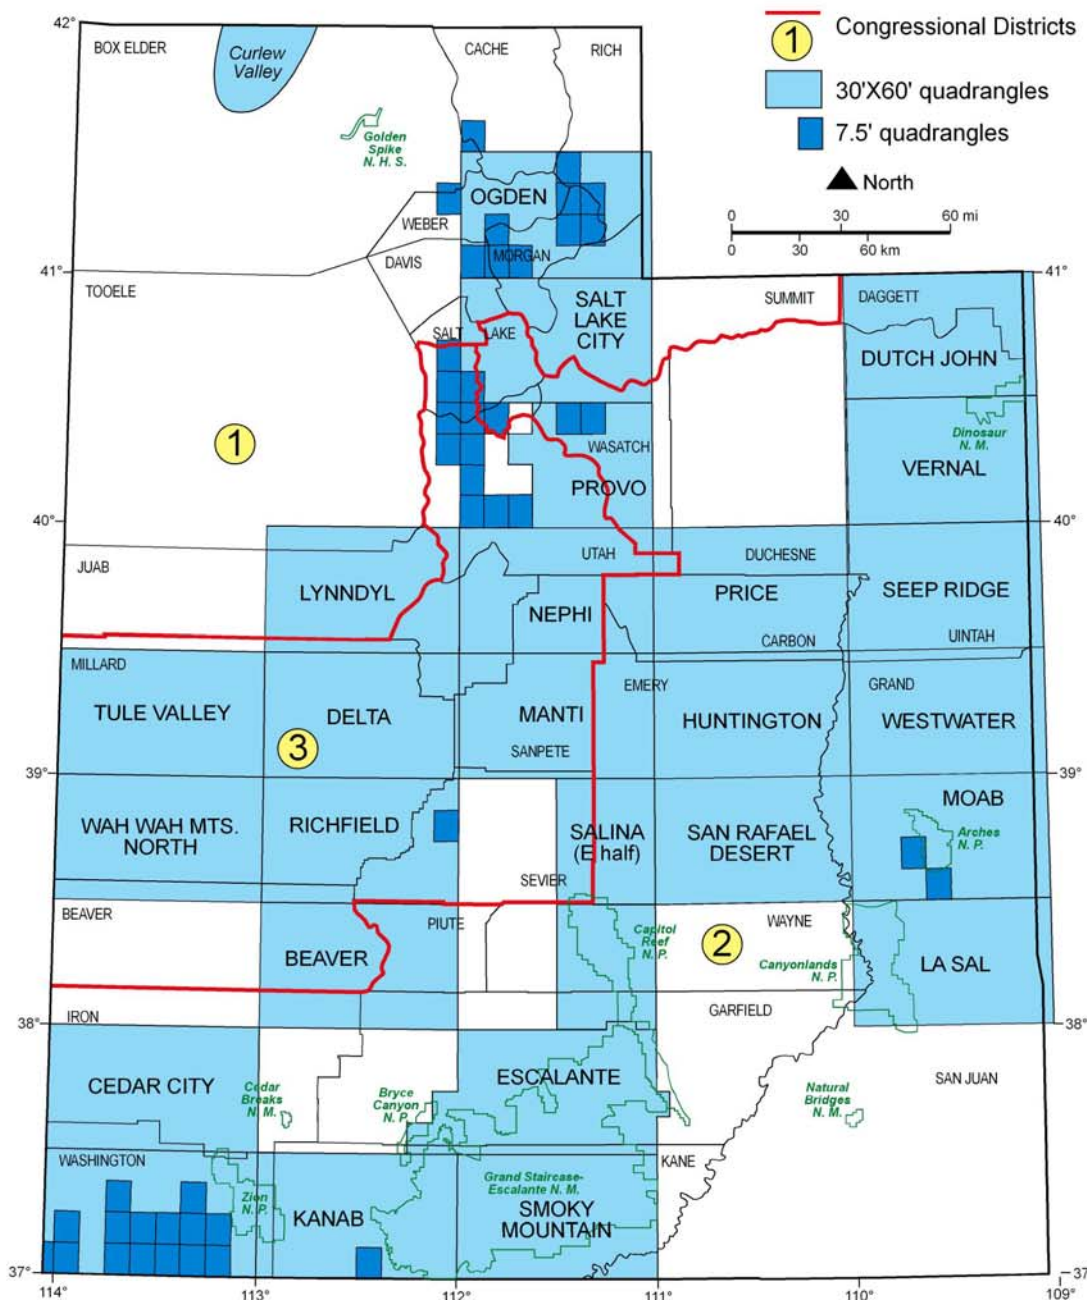 42°
BOX ELDER
Curlew
Valley
CACHE
RICH
1
Congressional Districts
30'X60' quadrangles
7.5' quadrangles
North
0
30
60 mi
0
30
60 km
Golden
Spike
N. H. S.
OGDEN
WEBER
DAVIS
MORGAN
41°
41°
TOOELE
SUMMIT
DAGGETT
SALT
LAKE
CITY
SALT
LAKE
DUTCH JOHN
Dinosaur
N. M.
1
WASATCH
VERNAL
PROVO
40°
40°
JUAB
UTAH
DUCHESNE
LYNNDYL
NEPHI
PRICE
SEEP RIDGE
CARBON
UINTAH
MILLARD
EMERY
GRAND
TULE VALLEY
DELTA
MANTI
HUNTINGTON
WESTWATER
3
SANPETE
39°
39°
WAH WAH MTS.
NORTH
RICHFIELD
SALINA
(E half)
SAN RAFAEL
DESERT
MOAB
Arches
N. P.
SEVIER
BEAVER
PIUTE
WAYNE
2
Capitol
Reef
N. P.
BEAVER
Canyonlands
N. P.
LA SAL
IRON
GARFIELD
38°
38°
CEDAR CITY
Cedar
Breaks
N. M.
Bryce
Canyon
N. P.
ESCALANTE
Natural
Bridges
N. M.
SAN JUAN
WASHINGTON
KANE
Zion
N. P.
KANAB
Grand Staircase-
Escalante N. M.
SMOKY
MOUNTAIN
37°
37
114°
113°
112°
111°
110°
109°